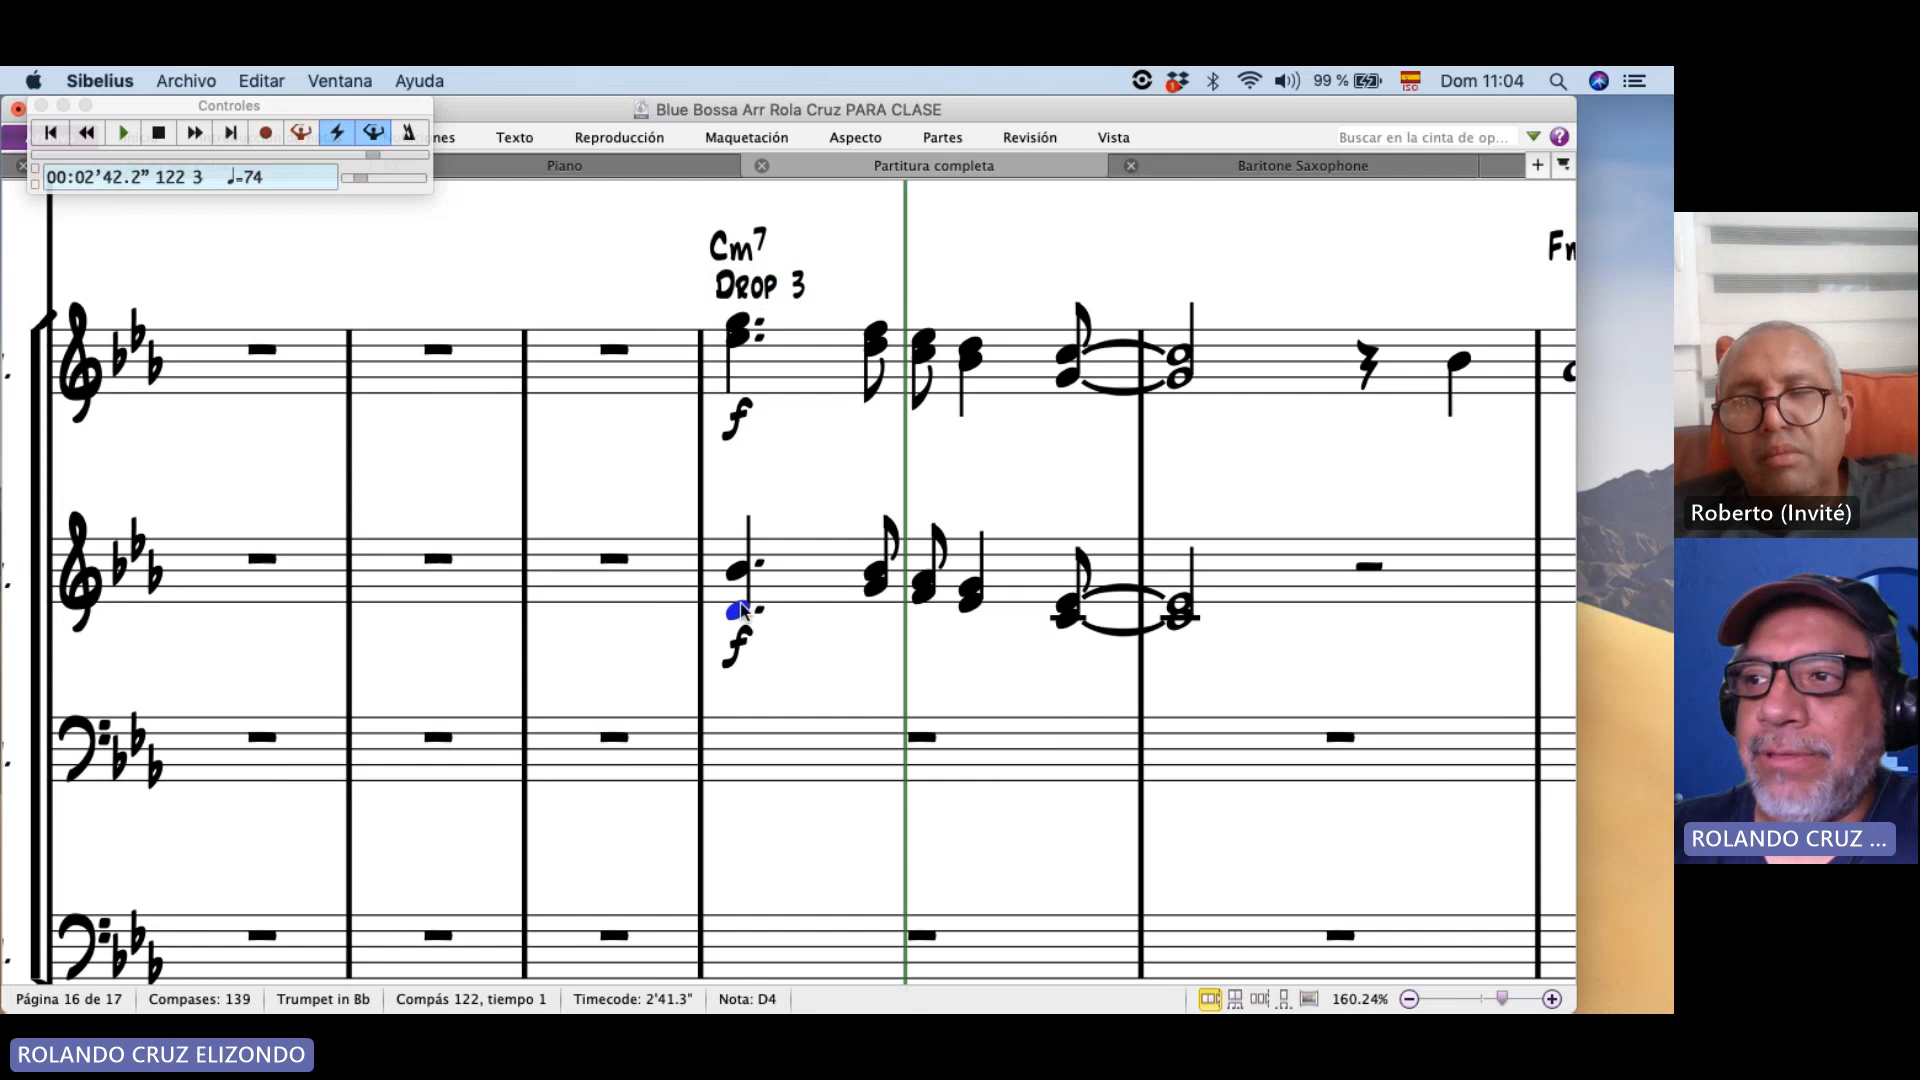 Sibelius Archivo Editar Ventana Ayuda 99 % ISO Dom 11:04
Controles
Blue Bossa Arr Rola Cruz PARA CLASE
nes Texto Reproducción Maquetación Aspecto Partes Revisión Vista Buscar en la cinta de op...
Piano Partitura completa Baritone Saxophone
00:02'42.2" 122 3 ♩=74
Cm7
DROP 3
Fm
f
f
Roberto (Invité)
ROLANDO CRUZ ...
Página 16 de 17 Compases: 139 Trumpet in Bb Compás 122, tiempo 1 Timecode: 2'41.3" Nota: D4 160.24%
ROLANDO CRUZ ELIZONDO